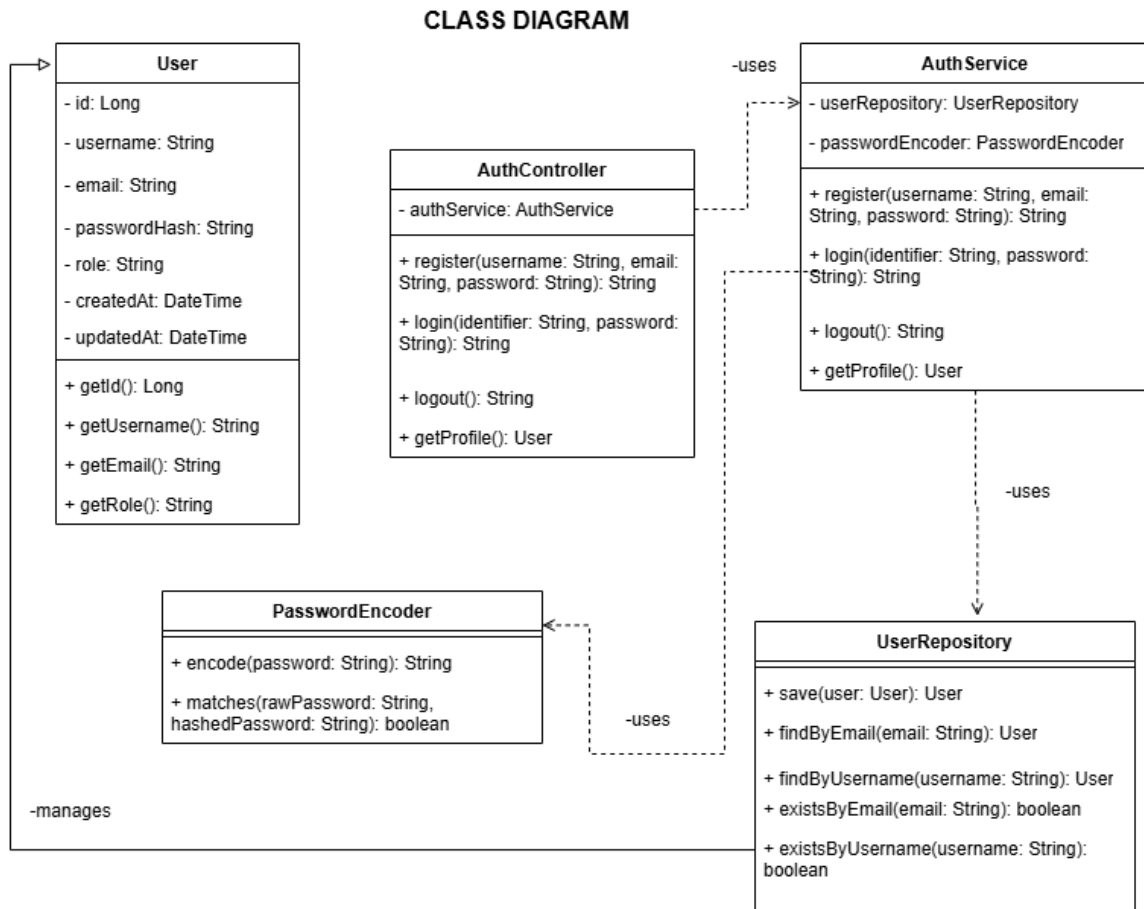 CLASS DIAGRAM
User
- id: Long
- username: String
- email: String
- passwordHash: String
- role: String
- createdAt: DateTime
- updatedAt: DateTime
+ getId(): Long
+ getUsername(): String
+ getEmail(): String
+ getRole(): String
AuthController
- authService: AuthService
+ register(username: String, email:
String, password: String): String
+ login(identifier: String, password:
String): String
+ logout(): String
+ getProfile(): User
-uses
AuthService
- userRepository: UserRepository
- passwordEncoder: PasswordEncoder
+ register(username: String, email:
String, password: String): String
+ login(identifier: String, password:
String): String
+ logout(): String
+ getProfile(): User
-uses
PasswordEncoder
+ encode(password: String): String
+ matches(rawPassword: String,
hashedPassword: String): boolean
-uses
UserRepository
+ save(user: User): User
+ findByEmail(email: String): User
+ findByUsername(username: String): User
+ existsByEmail(email: String): boolean
+ existsByUsername(username: String):
boolean
-manages